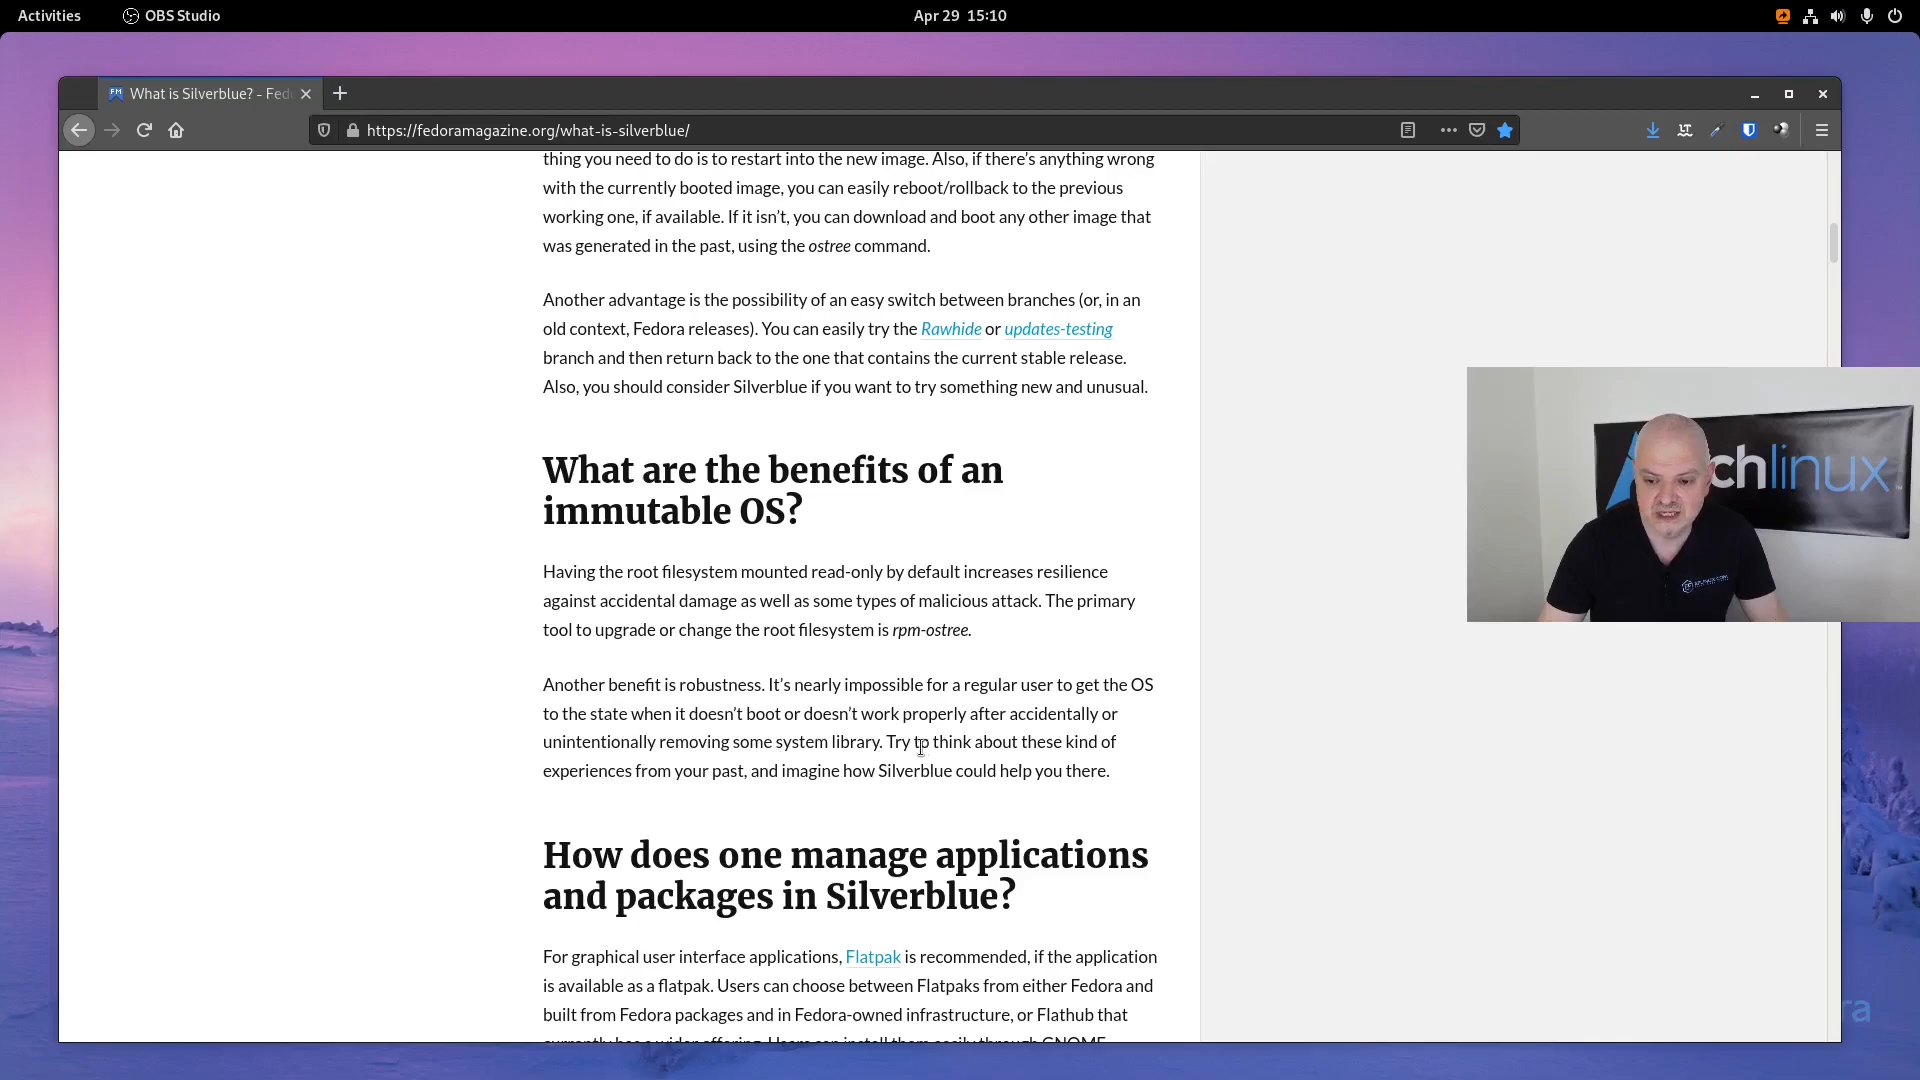 Activities
OBS Studio
Apr 29 15:10
What is Silverblue? - Fed
https://fedoramagazine.org/what-is-silverblue/
thing you need to do is to restart into the new image. Also, if there’s anything wrong
with the currently booted image, you can easily reboot/rollback to the previous
working one, if available. If it isn’t, you can download and boot any other image that
was generated in the past, using the ostree command.
Another advantage is the possibility of an easy switch between branches (or, in an
old context, Fedora releases). You can easily try the Rawhide or updates-testing
branch and then return back to the one that contains the current stable release.
Also, you should consider Silverblue if you want to try something new and unusual.
What are the benefits of an
immutable OS?
Having the root filesystem mounted read-only by default increases resilience
against accidental damage as well as some types of malicious attack. The primary
tool to upgrade or change the root filesystem is rpm-ostree.
Another benefit is robustness. It’s nearly impossible for a regular user to get the OS
to the state when it doesn’t boot or doesn’t work properly after accidentally or
unintentionally removing some system library. Try to think about these kind of
experiences from your past, and imagine how Silverblue could help you there.
How does one manage applications
and packages in Silverblue?
For graphical user interface applications, Flatpak is recommended, if the application
is available as a flatpak. Users can choose between Flatpaks from either Fedora and
built from Fedora packages and in Fedora-owned infrastructure, or Flathub that
currently has a wider offering. Users can install them easily through GNOME
chlinux
ra